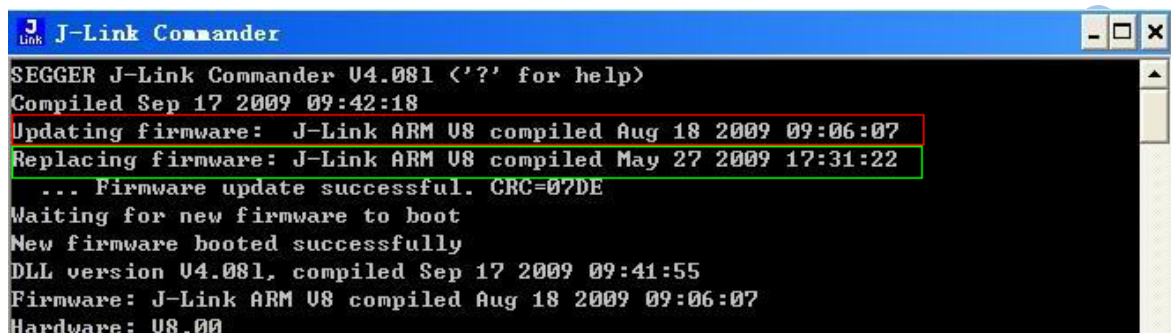 J Link J-Link Commander
SEGGER J-Link Commander V4.08l ('?' for help)
Compiled Sep 17 2009 09:42:18
Updating firmware:  J-Link ARM V8 compiled Aug 18 2009 09:06:07
Replacing firmware: J-Link ARM V8 compiled May 27 2009 17:31:22
... Firmware update successful. CRC=07DE
Waiting for new firmware to boot
New firmware booted successfully
DLL version V4.08l, compiled Sep 17 2009 09:41:55
Firmware: J-Link ARM V8 compiled Aug 18 2009 09:06:07
Hardware: V8.00